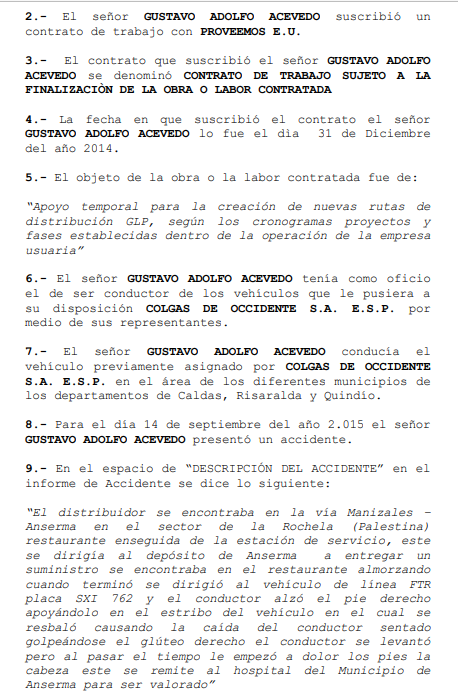 2.- El señor GUSTAVO ADOLFO ACEVEDO suscribió un
contrato de trabajo con PROVEEMOS E.U.
3.- El contrato que suscribió el señor GUSTAVO ADOLFO
ACEVEDO se denominó CONTRATO DE TRABAJO SUJETO A LA
FINALIZACIÒN DE LA OBRA O LABOR CONTRATADA
4.- La fecha en que suscribió el contrato el señor
GUSTAVO ADOLFO ACEVEDO lo fue el día 31 de Diciembre
del año 2014.
5.- El objeto de la obra o la labor contratada fue de:
“Apoyo temporal para la creación de nuevas rutas de
distribución GLP, según los cronogramas proyectos y
fases establecidas dentro de la operación de la empresa
usuaria”
6.- El señor GUSTAVO ADOLFO ACEVEDO tenía como oficio
el de ser conductor de los vehículos que le pusiera a
su disposición COLGAS DE OCCIDENTE S.A. E.S.P. por
medio de sus representantes.
7.- El señor GUSTAVO ADOLFO ACEVEDO conducía el
vehículo previamente asignado por COLGAS DE OCCIDENTE
S.A. E.S.P. en el área de los diferentes municipios de
los departamentos de Caldas, Risaralda y Quindío.
8.- Para el día 14 de septiembre del año 2.015 el señor
GUSTAVO ADOLFO ACEVEDO presentó un accidente.
9.- En el espacio de “DESCRIPCIÓN DEL ACCIDENTE” en el
informe de Accidente se dice lo siguiente:
“El distribuidor se encontraba en la vía Manizales –
Anserma en el sector de la Rochela (Palestina)
restaurante enseguida de la estación de servicio, este
se dirigía al depósito de Anserma a entregar un
suministro se encontraba en el restaurante almorzando
cuando terminó se dirigió al vehículo de línea FTR
placa SXI 762 y el conductor alzó el pie derecho
apoyándolo en el estribo del vehículo en el cual se
resbaló causando la caída del conductor sentado
golpeándose el glúteo derecho el conductor se levantó
pero al pasar el tiempo le empezó a dolor los pies la
cabeza este se remite al hospital del Municipio de
Anserma para ser valorado”